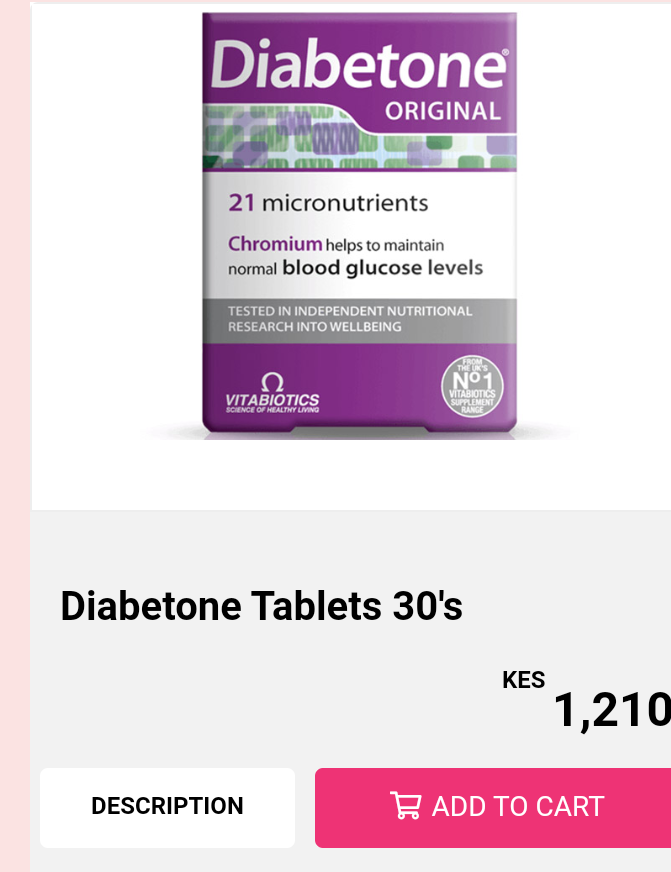 Diabetone®
ORIGINAL
21 micronutrients
Chromium helps to maintain
normal blood glucose levels
TESTED IN INDEPENDENT NUTRITIONAL
RESEARCH INTO WELLBEING
VITABIOTICS
SCIENCE OF HEALTHY LIVING
FROM
THE UK'S
Nº1
VITABIOTICS
SUPPLEMENT
RANGE
Diabetone Tablets 30's
KES
1,210
DESCRIPTION
ADD TO CART